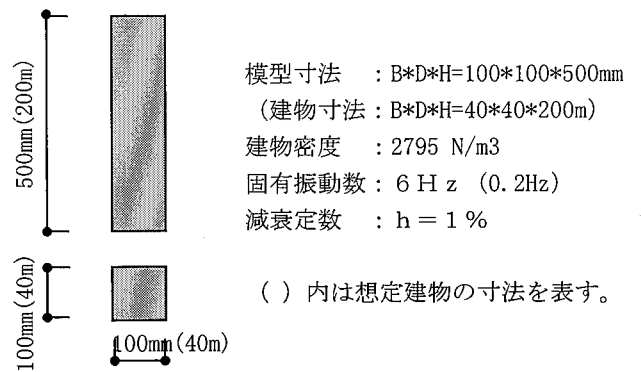 500mm(200m)
100mm(40m)
100mm(40m)
模型寸法　：B*D*H=100*100*500mm
（建物寸法：B*D*H=40*40*200m）
建物密度　：2795 N/m3
固有振動数：６Ｈｚ (0.2Hz)
減衰定数　：ｈ＝１％
（ ）内は想定建物の寸法を表す。